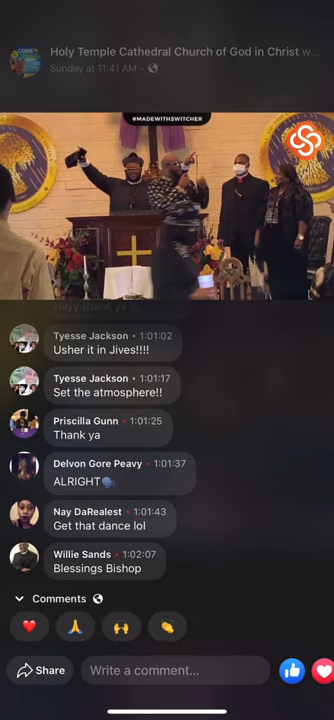 Holy Temple Cathedral Church of God in Christ w...
Sunday at 11:41 AM ·
#MADEWITHSWITCHER
Tyesse Jackson • 1:01:02
Usher it in Jives!!!!
Tyesse Jackson • 1:01:17
Set the atmosphere!!
Priscilla Gunn • 1:01:25
Thank ya
Delvon Gore Peavy • 1:01:37
ALRIGHT🗣
Nay DaRealest • 1:01:43
Get that dance lol
Willie Sands • 1:02:07
Blessings Bishop
Comments
Share
Write a comment...